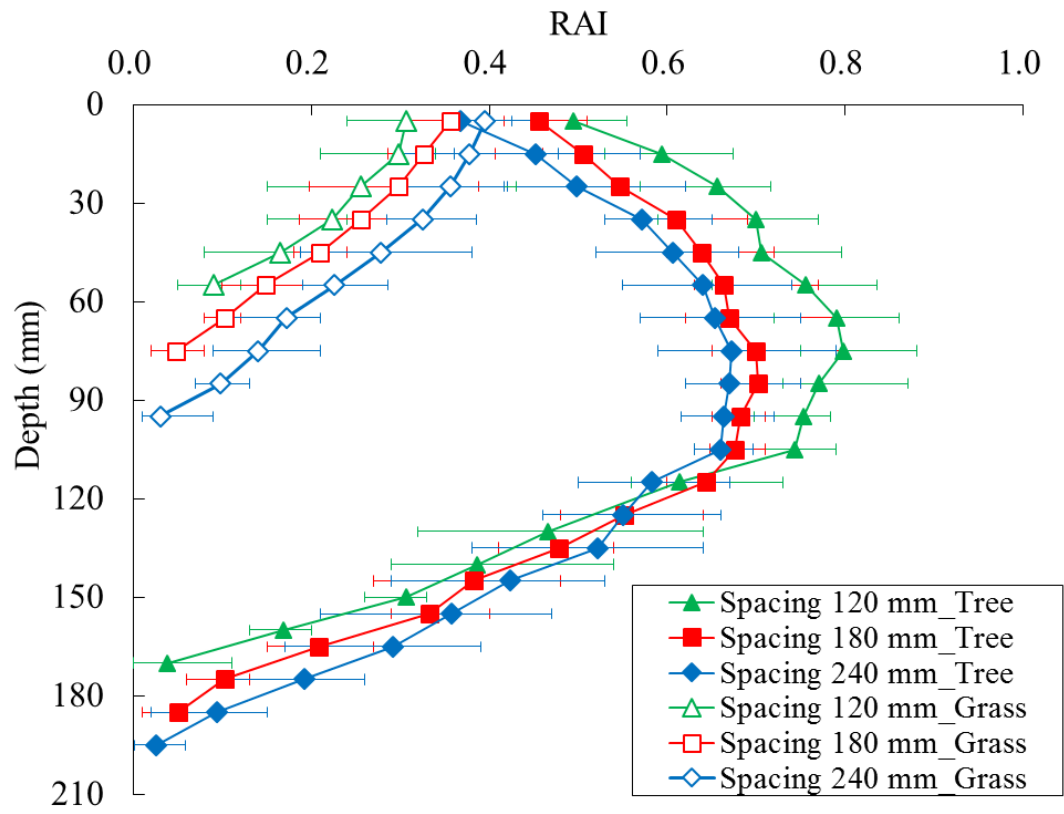 RAI
0.0 0.2 0.4 0.6 0.8 1.0
Depth (mm)
0
30
60
90
120
150
180
210
Spacing 120 mm_Tree
Spacing 180 mm_Tree
Spacing 240 mm_Tree
Spacing 120 mm_Grass
Spacing 180 mm_Grass
Spacing 240 mm_Grass